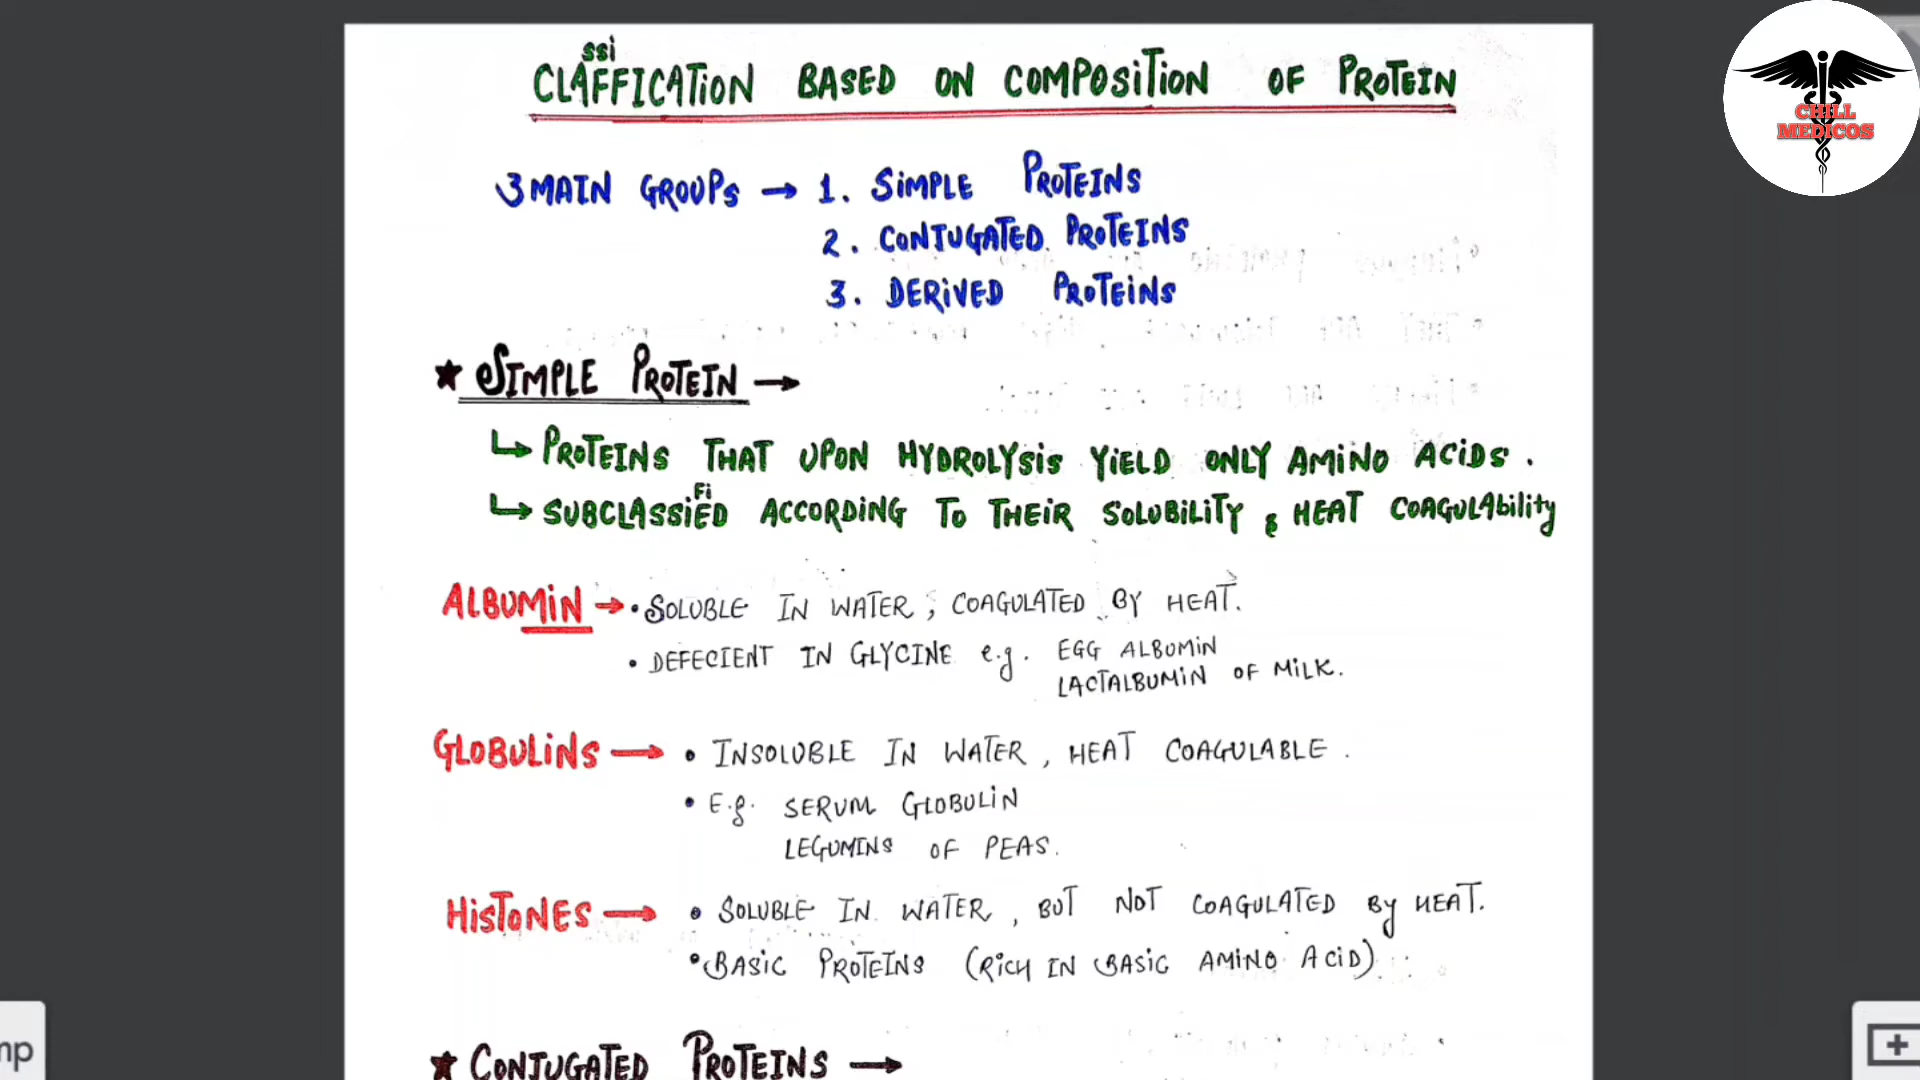 CLAssiFFICATION BASED ON COMPOSITION OF PROTEIN
CHILL
MEDICOS
3 MAIN GROUPS → 1. SIMPLE PROTEINS
2. CONJUGATED PROTEINS
3. DERIVED PROTEINS
★ SIMPLE PROTEIN →
↳ PROTEINS THAT UPON HYDROLYSIS YIELD ONLY AMINO ACIDS.
↳ SUBCLASSIFIED ACCORDING TO THEIR SOLUBILITY & HEAT COAGULABILITY
ALBUMIN → • SOLUBLE IN WATER, COAGULATED BY HEAT.
• DEFECIENT IN GLYCINE e.g. EGG ALBUMIN
LACTALBUMIN OF MILK.
GLOBULINS → • INSOLUBLE IN WATER, HEAT COAGULABLE.
• E.g. SERUM GLOBULIN
LEGUMINS OF PEAS.
HISTONES → • SOLUBLE IN WATER, BUT NOT COAGULATED BY HEAT.
• BASIC PROTEINS (RICH IN BASIC AMINO ACID)
★ CONJUGATED PROTEINS →
mp